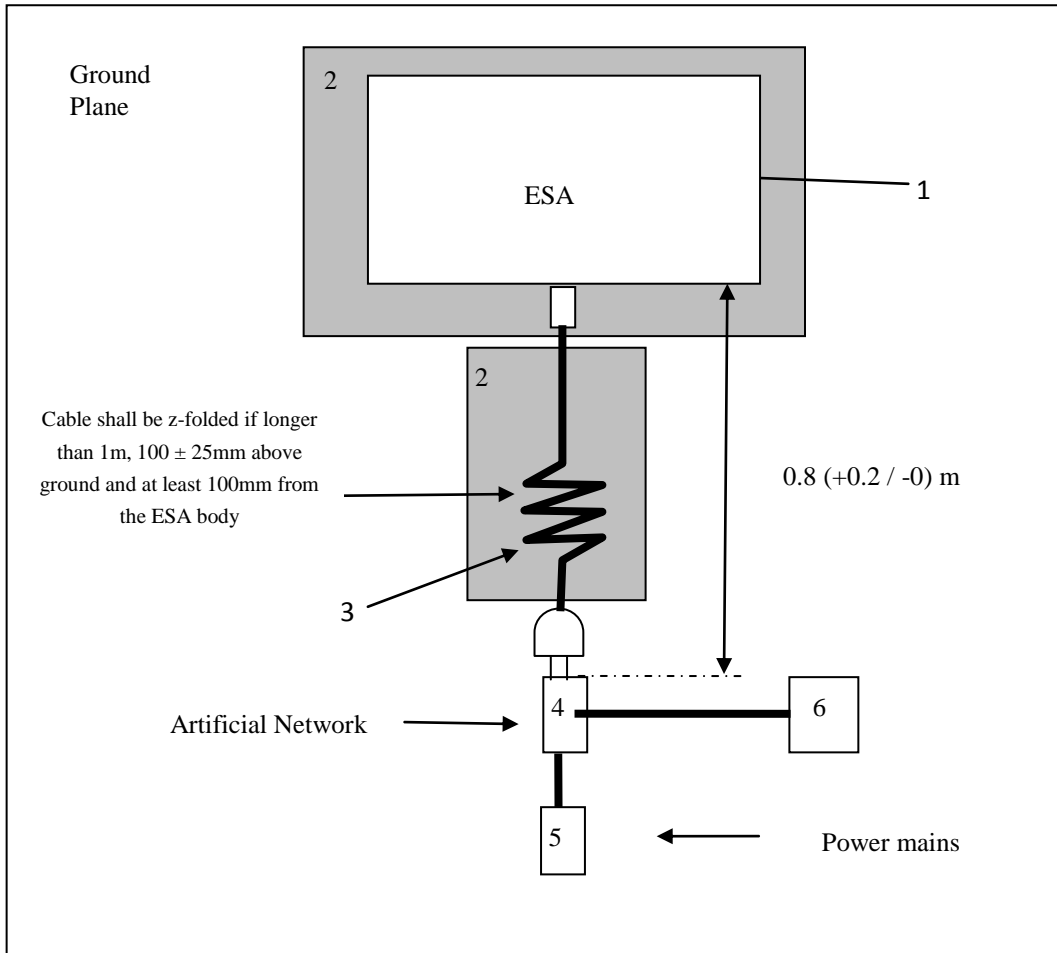 Ground
Plane
2
ESA
1
2
Cable shall be z-folded if longer
than 1m, 100 ± 25mm above
ground and at least 100mm from
the ESA body
0.8 (+0.2 / -0) m
3
4
6
Artificial Network
5
Power mains